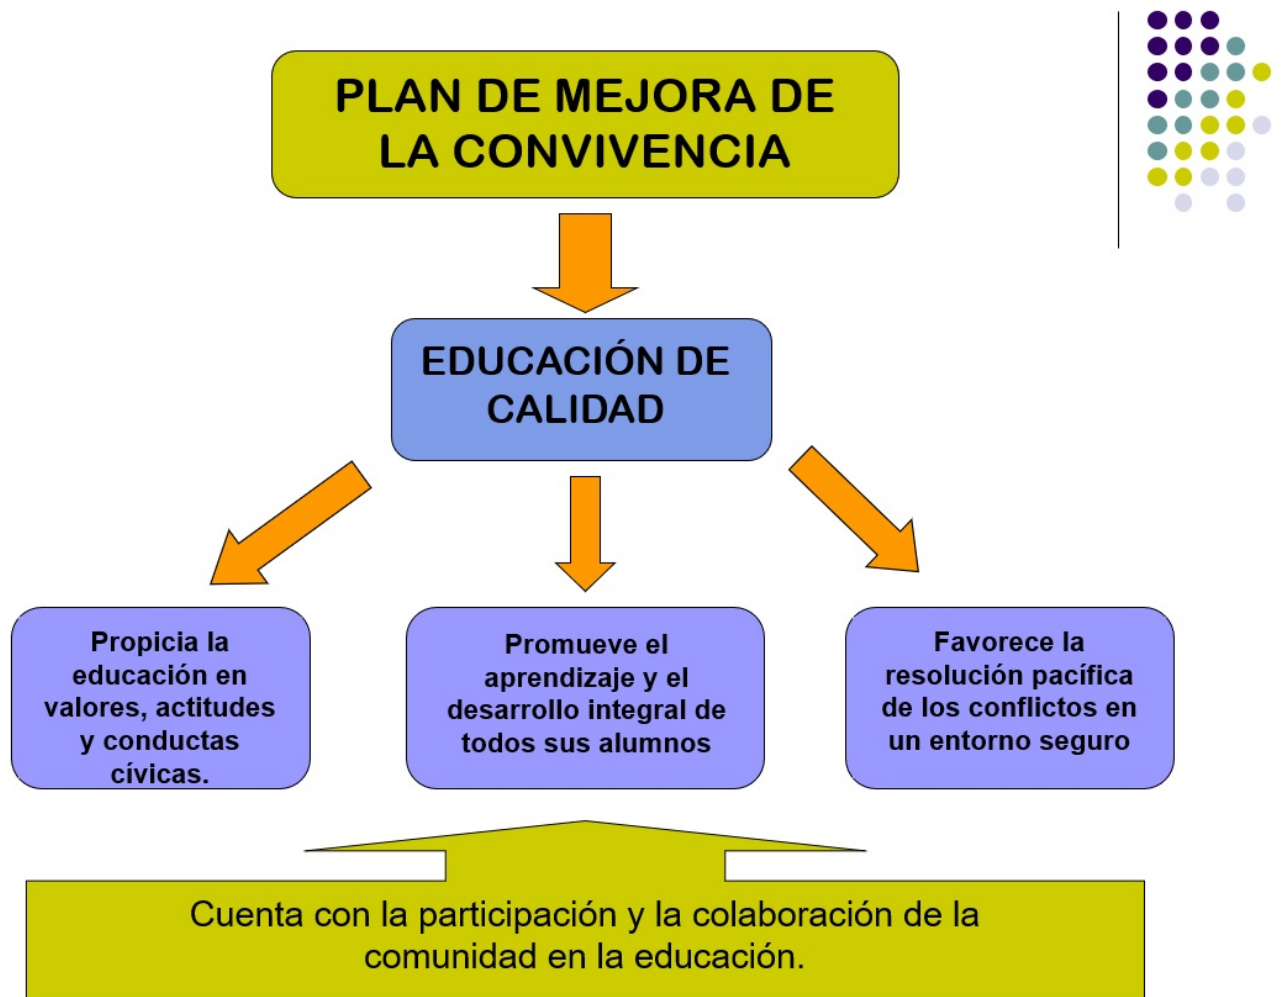 PLAN DE MEJORA DE
LA CONVIVENCIA
EDUCACIÓN DE
CALIDAD
Propicia la
educación en
valores, actitudes
y conductas
cívicas.
Promueve el
aprendizaje y el
desarrollo integral de
todos sus alumnos
Favorece la
resolución pacífica
de los conflictos en
un entorno seguro
Cuenta con la participación y la colaboración de la
comunidad en la educación.